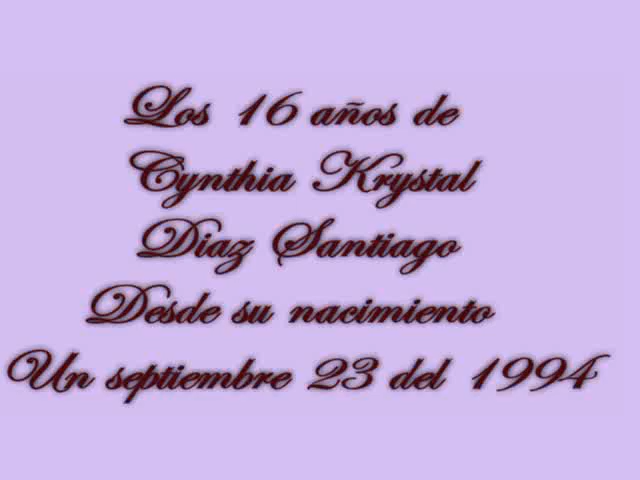 Los 16 años de
Cynthia Krystal
Diaz Santiago
Desde su nacimiento
Un septiembre 23 del 1994